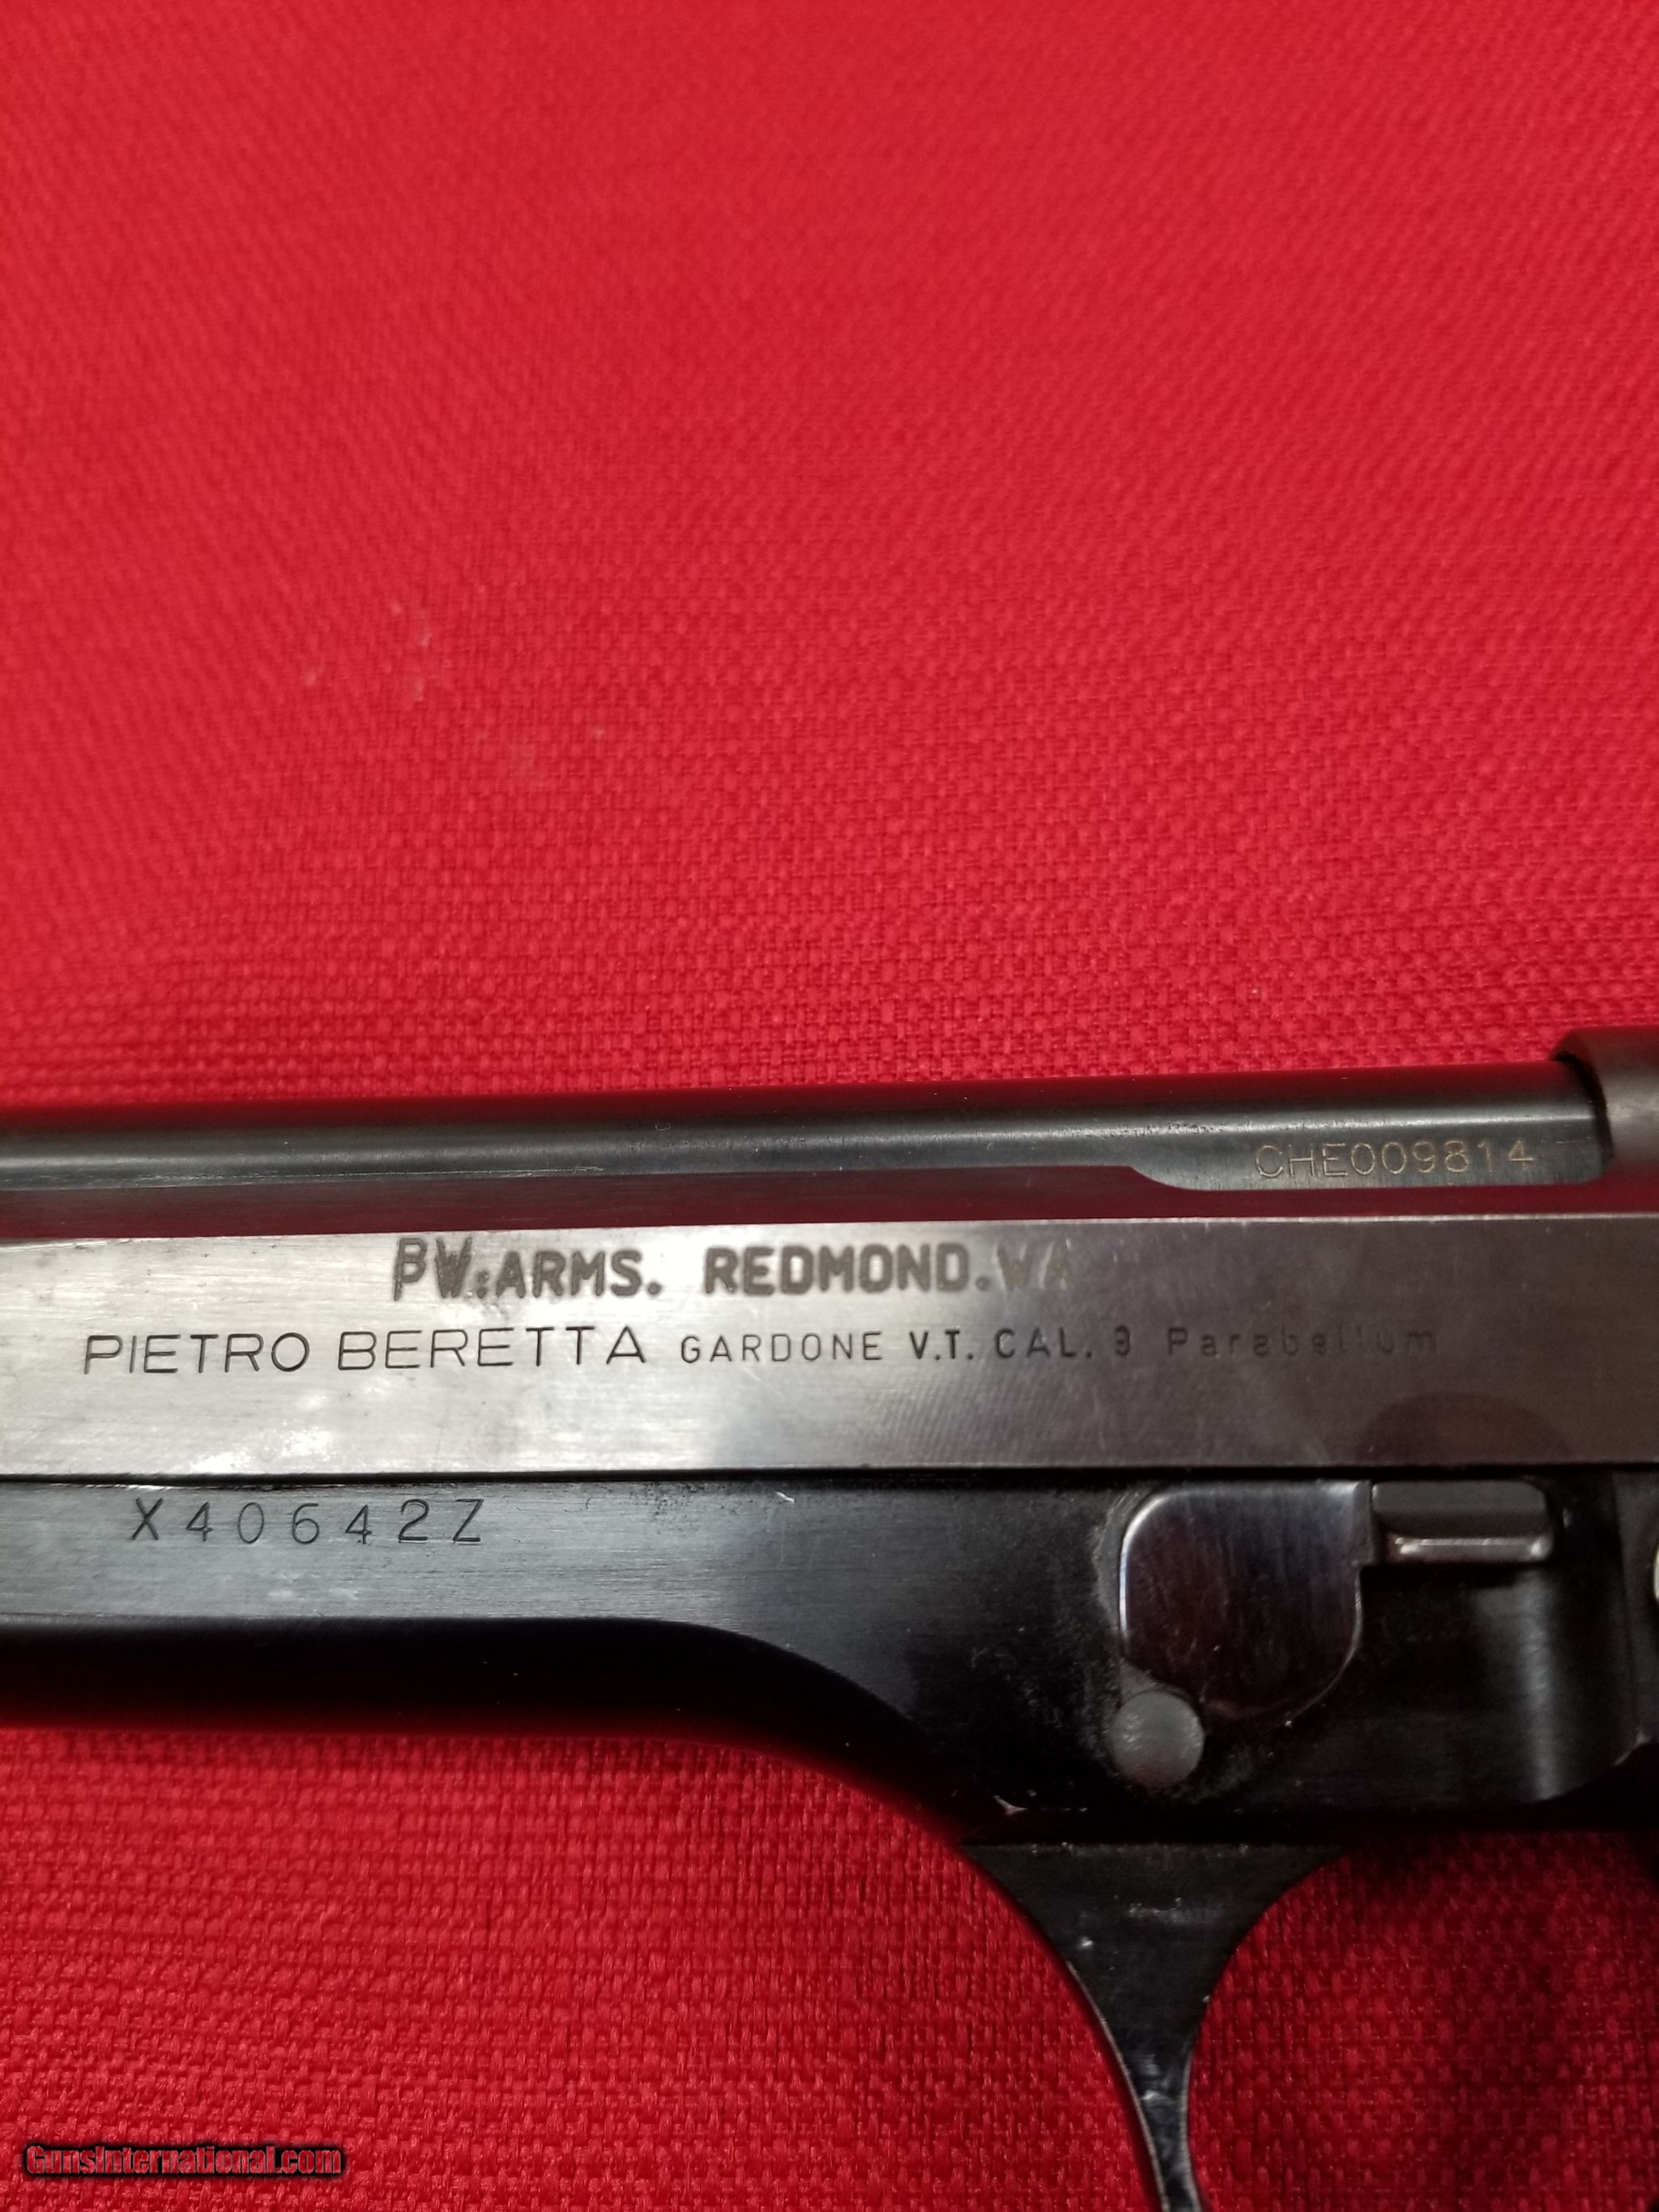 CHE009814
PW.ARMS. REDMOND.WA
PIETRO BERETTA GARDONE V.T. CAL. 9 Parabellum
X40642Z
GunsInternational.com